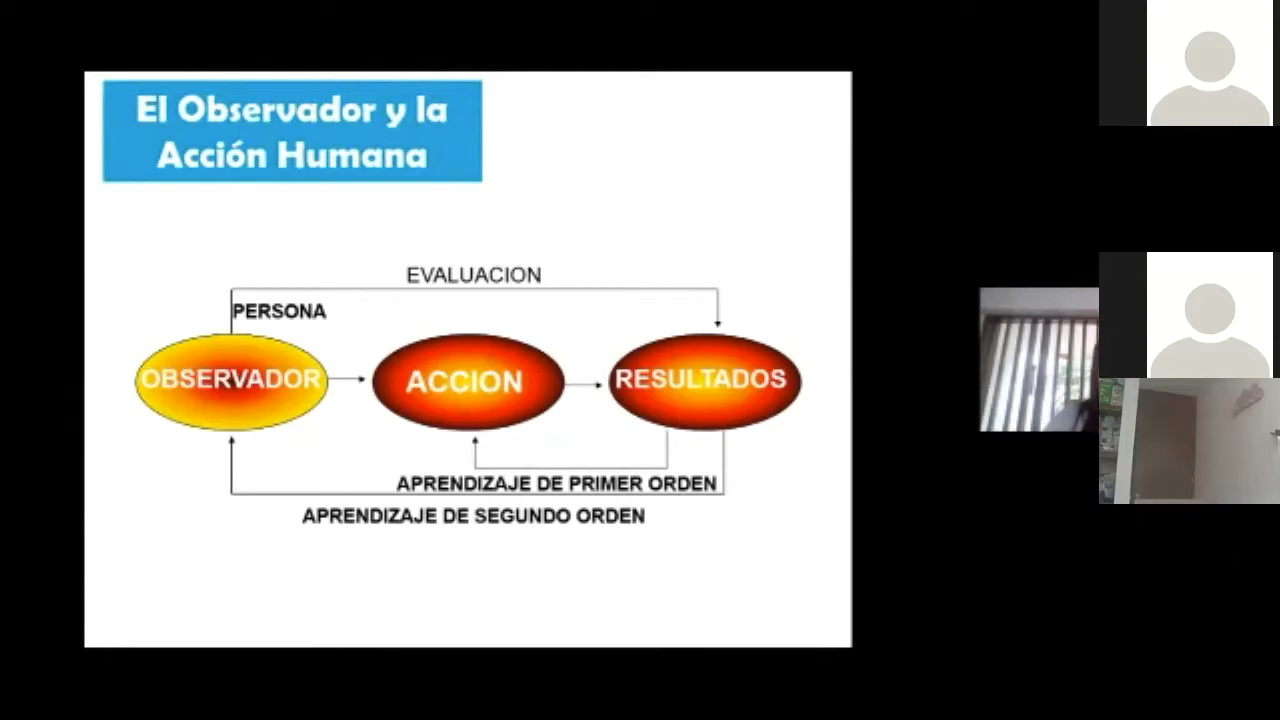 El Observador y la
Acción Humana
EVALUACION
PERSONA
OBSERVADOR
ACCION
RESULTADOS
APRENDIZAJE DE PRIMER ORDEN
APRENDIZAJE DE SEGUNDO ORDEN